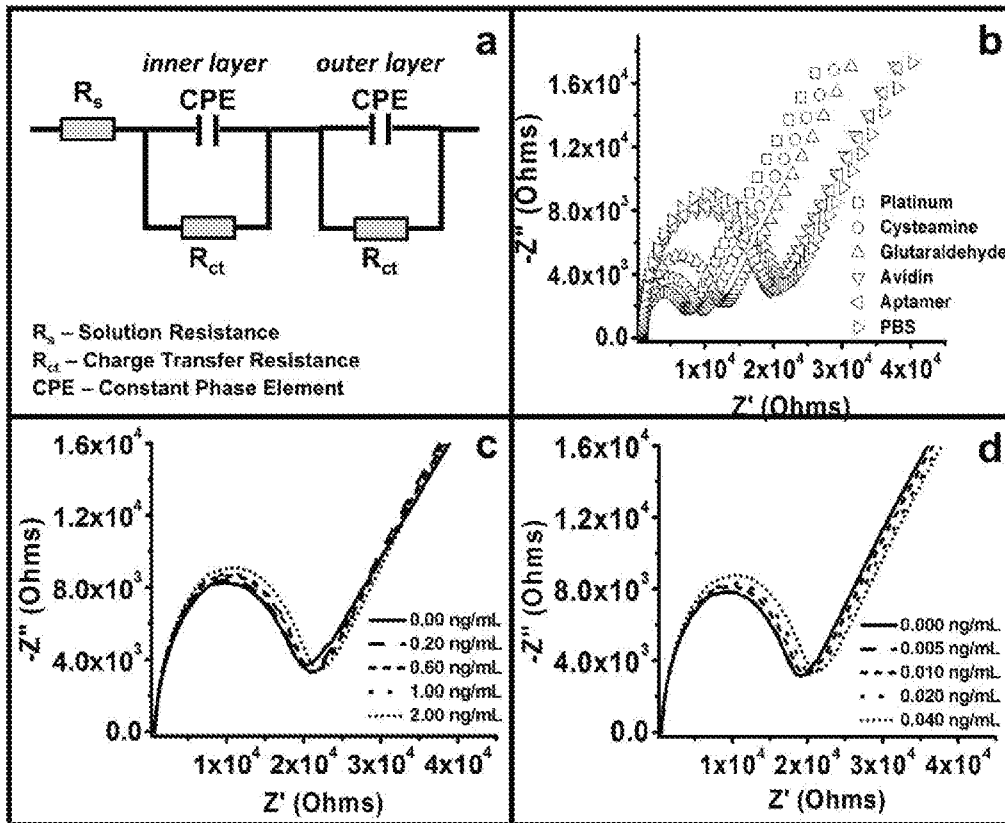 a
inner layer
outer layer
Rs
CPE
CPE
Rct
Rct
Rs – Solution Resistance
Rct – Charge Transfer Resistance
CPE – Constant Phase Element
b
1.6x10⁴
1.2x10⁴
8.0x10³
4.0x10³
0.0
-Z" (Ohms)
Platinum
Cysteamine
Glutaraldehyde
Avidin
Aptamer
PBS
1x10⁴ 2x10⁴ 3x10⁴ 4x10⁴
Z' (Ohms)
c
1.6x10⁴
1.2x10⁴
8.0x10³
4.0x10³
0.0
-Z" (Ohms)
0.00 ng/mL
0.20 ng/mL
0.60 ng/mL
1.00 ng/mL
2.00 ng/mL
1x10⁴ 2x10⁴ 3x10⁴ 4x10⁴
Z' (Ohms)
d
1.6x10⁴
1.2x10⁴
8.0x10³
4.0x10³
0.0
-Z" (Ohms)
0.000 ng/mL
0.005 ng/mL
0.010 ng/mL
0.020 ng/mL
0.040 ng/mL
1x10⁴ 2x10⁴ 3x10⁴ 4x10⁴
Z' (Ohms)